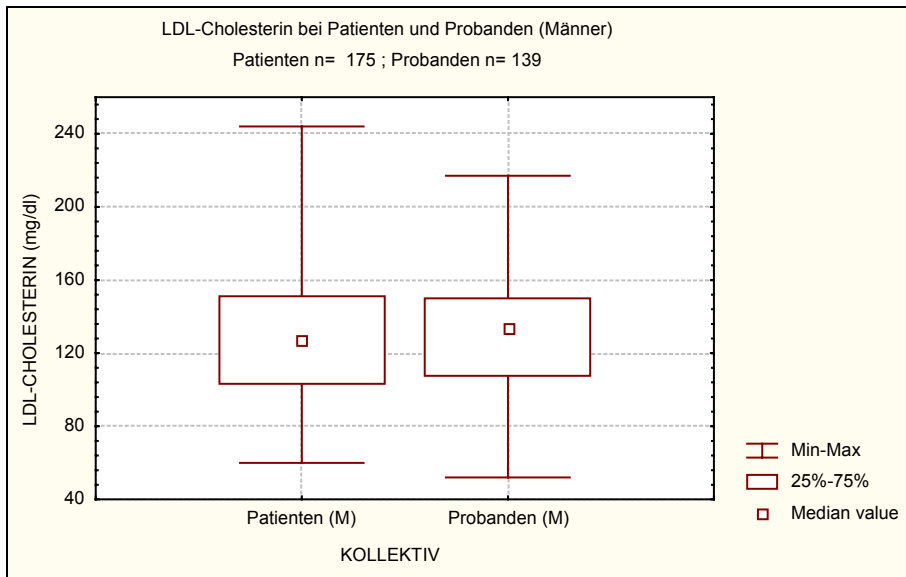 LDL-Cholesterin bei Patienten und Probanden (Männer)
Patienten n= 175 ; Probanden n= 139
LDL-CHOLESTERIN (mg/dl)
240
200
160
120
80
40
Patienten (M)
Probanden (M)
KOLLEKTIV
Min-Max
25%-75%
Median value